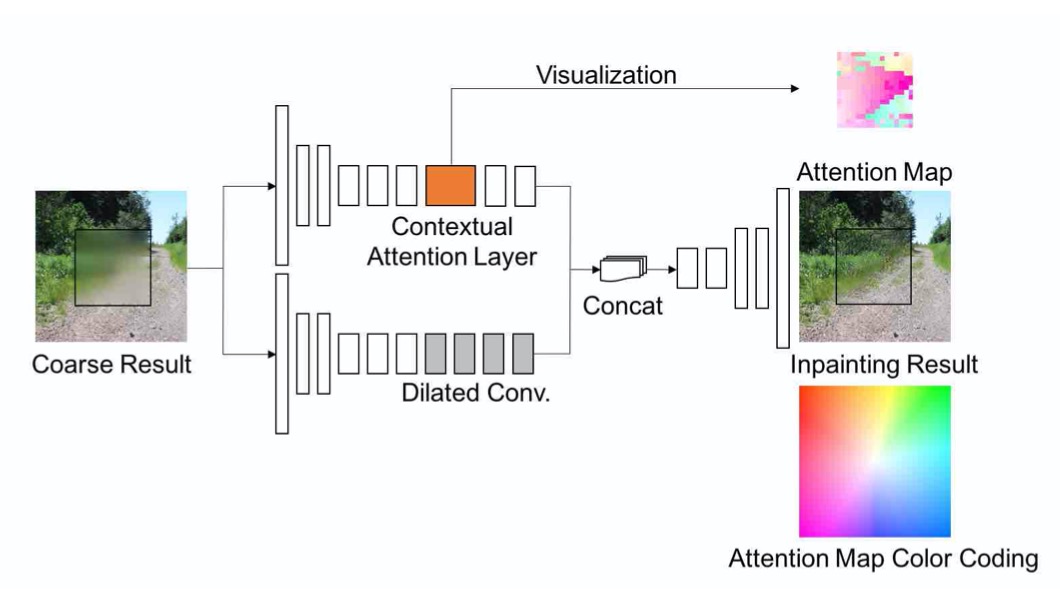 Visualization
Attention Map
Contextual
Attention Layer
Concat
Coarse Result
Inpainting Result
Dilated Conv.
Attention Map Color Coding